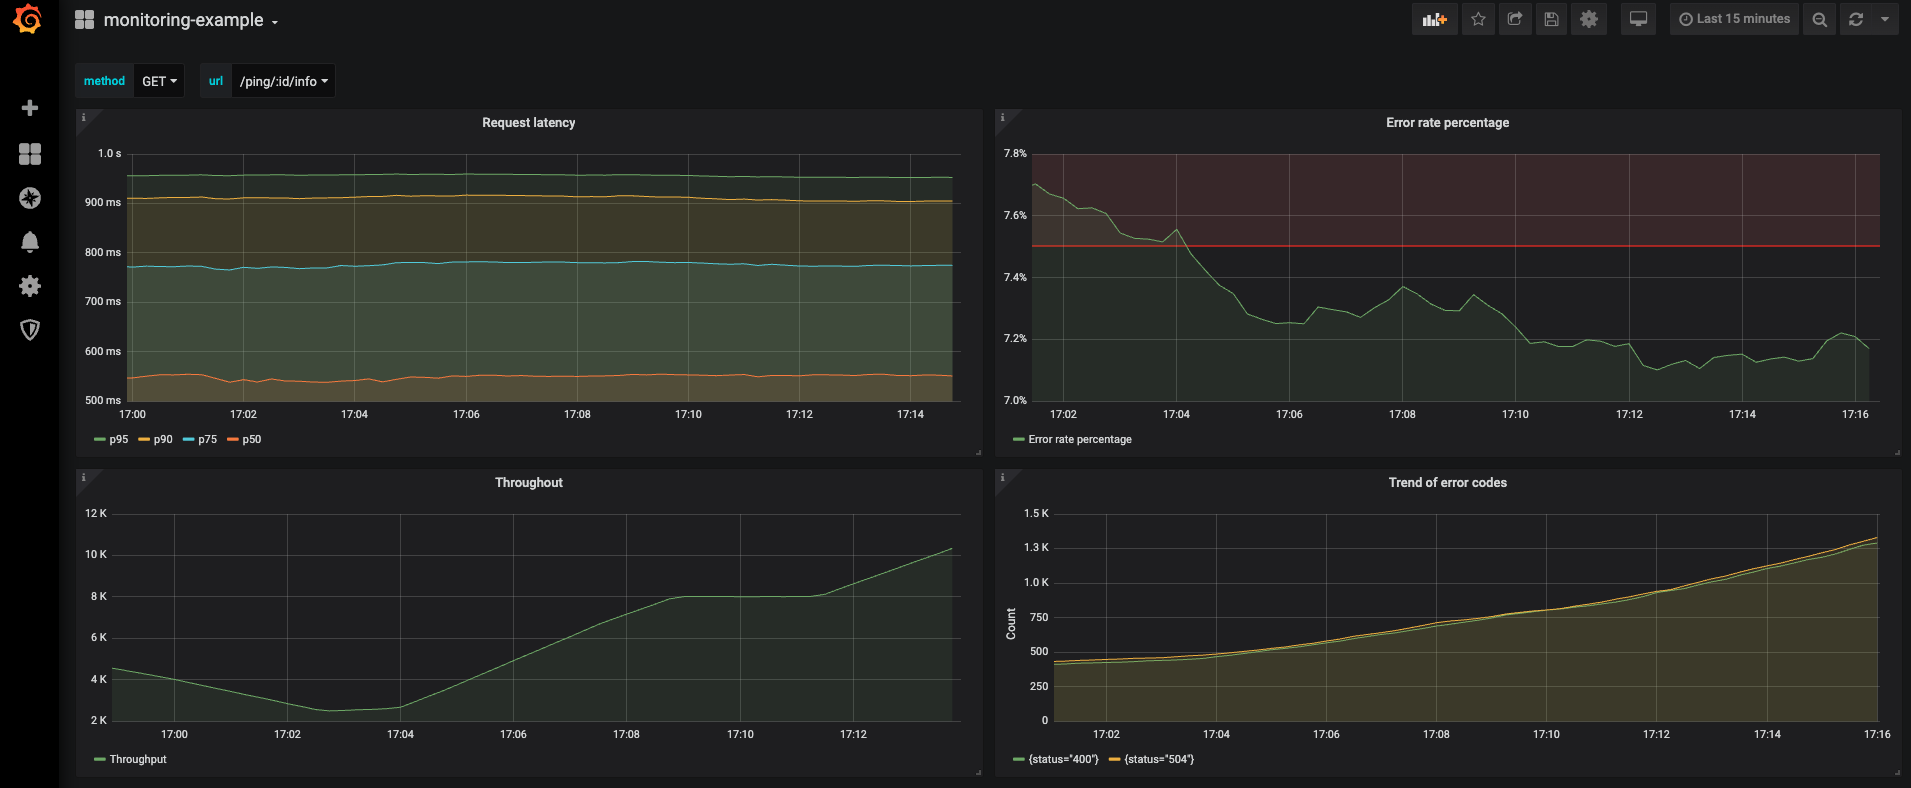 monitoring-example
Last 15 minutes
method GET url /ping/:id/info
i
Request latency
1.0 s
900 ms
800 ms
700 ms
600 ms
500 ms
17:00 17:02 17:04 17:06 17:08 17:10 17:12 17:14
p95 p90 p75 p50
i
Error rate percentage
7.8%
7.6%
7.4%
7.2%
7.0%
17:02 17:04 17:06 17:08 17:10 17:12 17:14 17:16
Error rate percentage
i
Throughout
12 K
10 K
8 K
6 K
4 K
2 K
17:00 17:02 17:04 17:06 17:08 17:10 17:12
Throughput
i
Trend of error codes
Count
1.5 K
1.3 K
1.0 K
750
500
250
0
17:02 17:04 17:06 17:08 17:10 17:12 17:14 17:16
{status="400"} {status="504"}